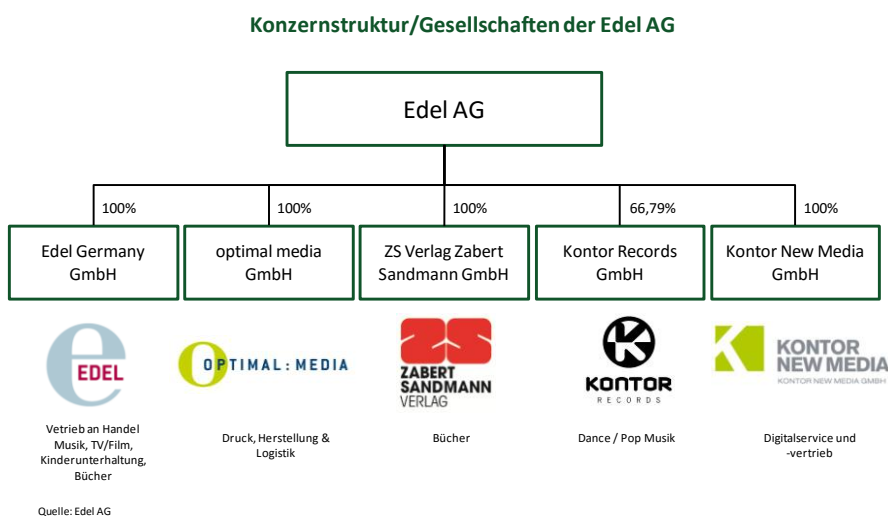 Konzernstruktur/Gesellschaften der Edel AG
Edel AG
100%
100%
100%
66,79%
100%
Edel Germany
GmbH
optimal media
GmbH
ZS Verlag Zabert
Sandmann GmbH
Kontor Records
GmbH
Kontor New Media
GmbH
e
EDEL
OPTIMAL:MEDIA
ZABERT
SANDMANN
VERLAG
KONTOR
RECORDS
KONTOR
NEW MEDIA
KONTOR NEW MEDIA GMBH
Vertrieb an Handel
Musik, TV/Film,
Kinderunterhaltung,
Bücher
Druck, Herstellung &
Logistik
Bücher
Dance / Pop Musik
Digitalservice und
-vertrieb
Quelle: Edel AG